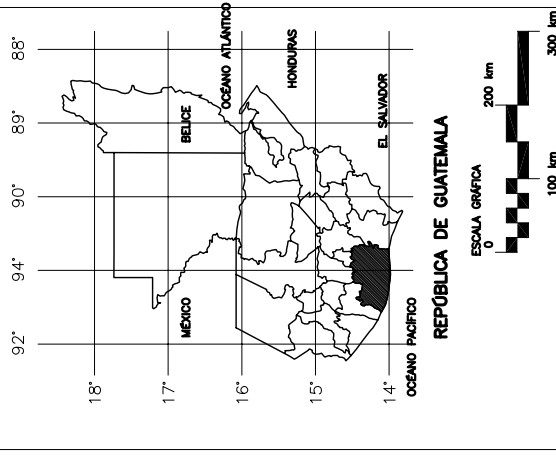 92° 94° 90° 89° 88°
18°
17°
16°
15°
14°
MÉXICO
BELICE
OCÉANO ATLÁNTICO
HONDURAS
EL SALVADOR
OCÉANO PACÍFICO
REPÚBLICA DE GUATEMALA
ESCALA GRÁFICA
0 200 km
100 km 300 km